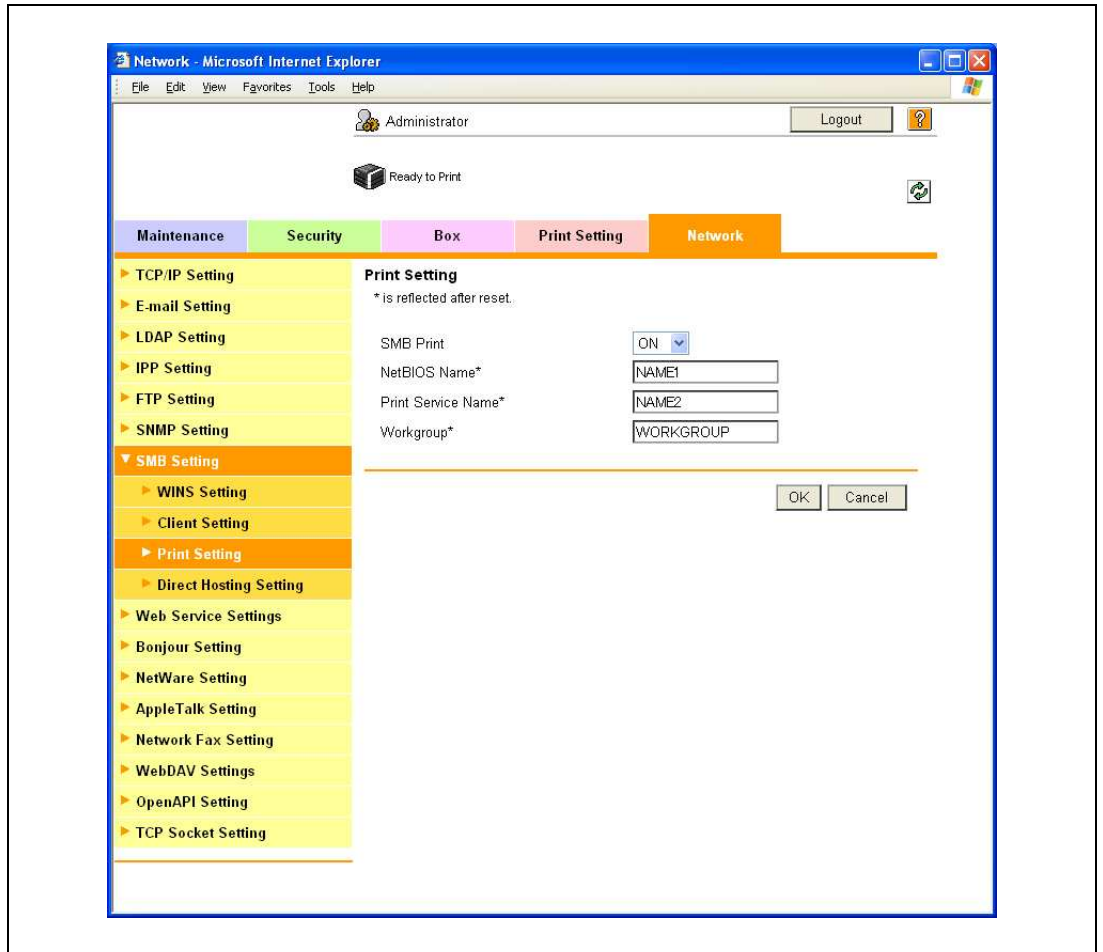 Network - Microsoft Internet Explorer
File Edit View Favorites Tools Help
Administrator Logout ?
Ready to Print
Maintenance Security Box Print Setting Network
TCP/IP Setting
E-mail Setting
LDAP Setting
IPP Setting
FTP Setting
SNMP Setting
SMB Setting
WINS Setting
Client Setting
Print Setting
Direct Hosting Setting
Web Service Settings
Bonjour Setting
NetWare Setting
AppleTalk Setting
Network Fax Setting
WebDAV Settings
OpenAPI Setting
TCP Socket Setting
Print Setting
* is reflected after reset.
SMB Print ON
NetBIOS Name* NAME1
Print Service Name* NAME2
Workgroup* WORKGROUP
OK Cancel